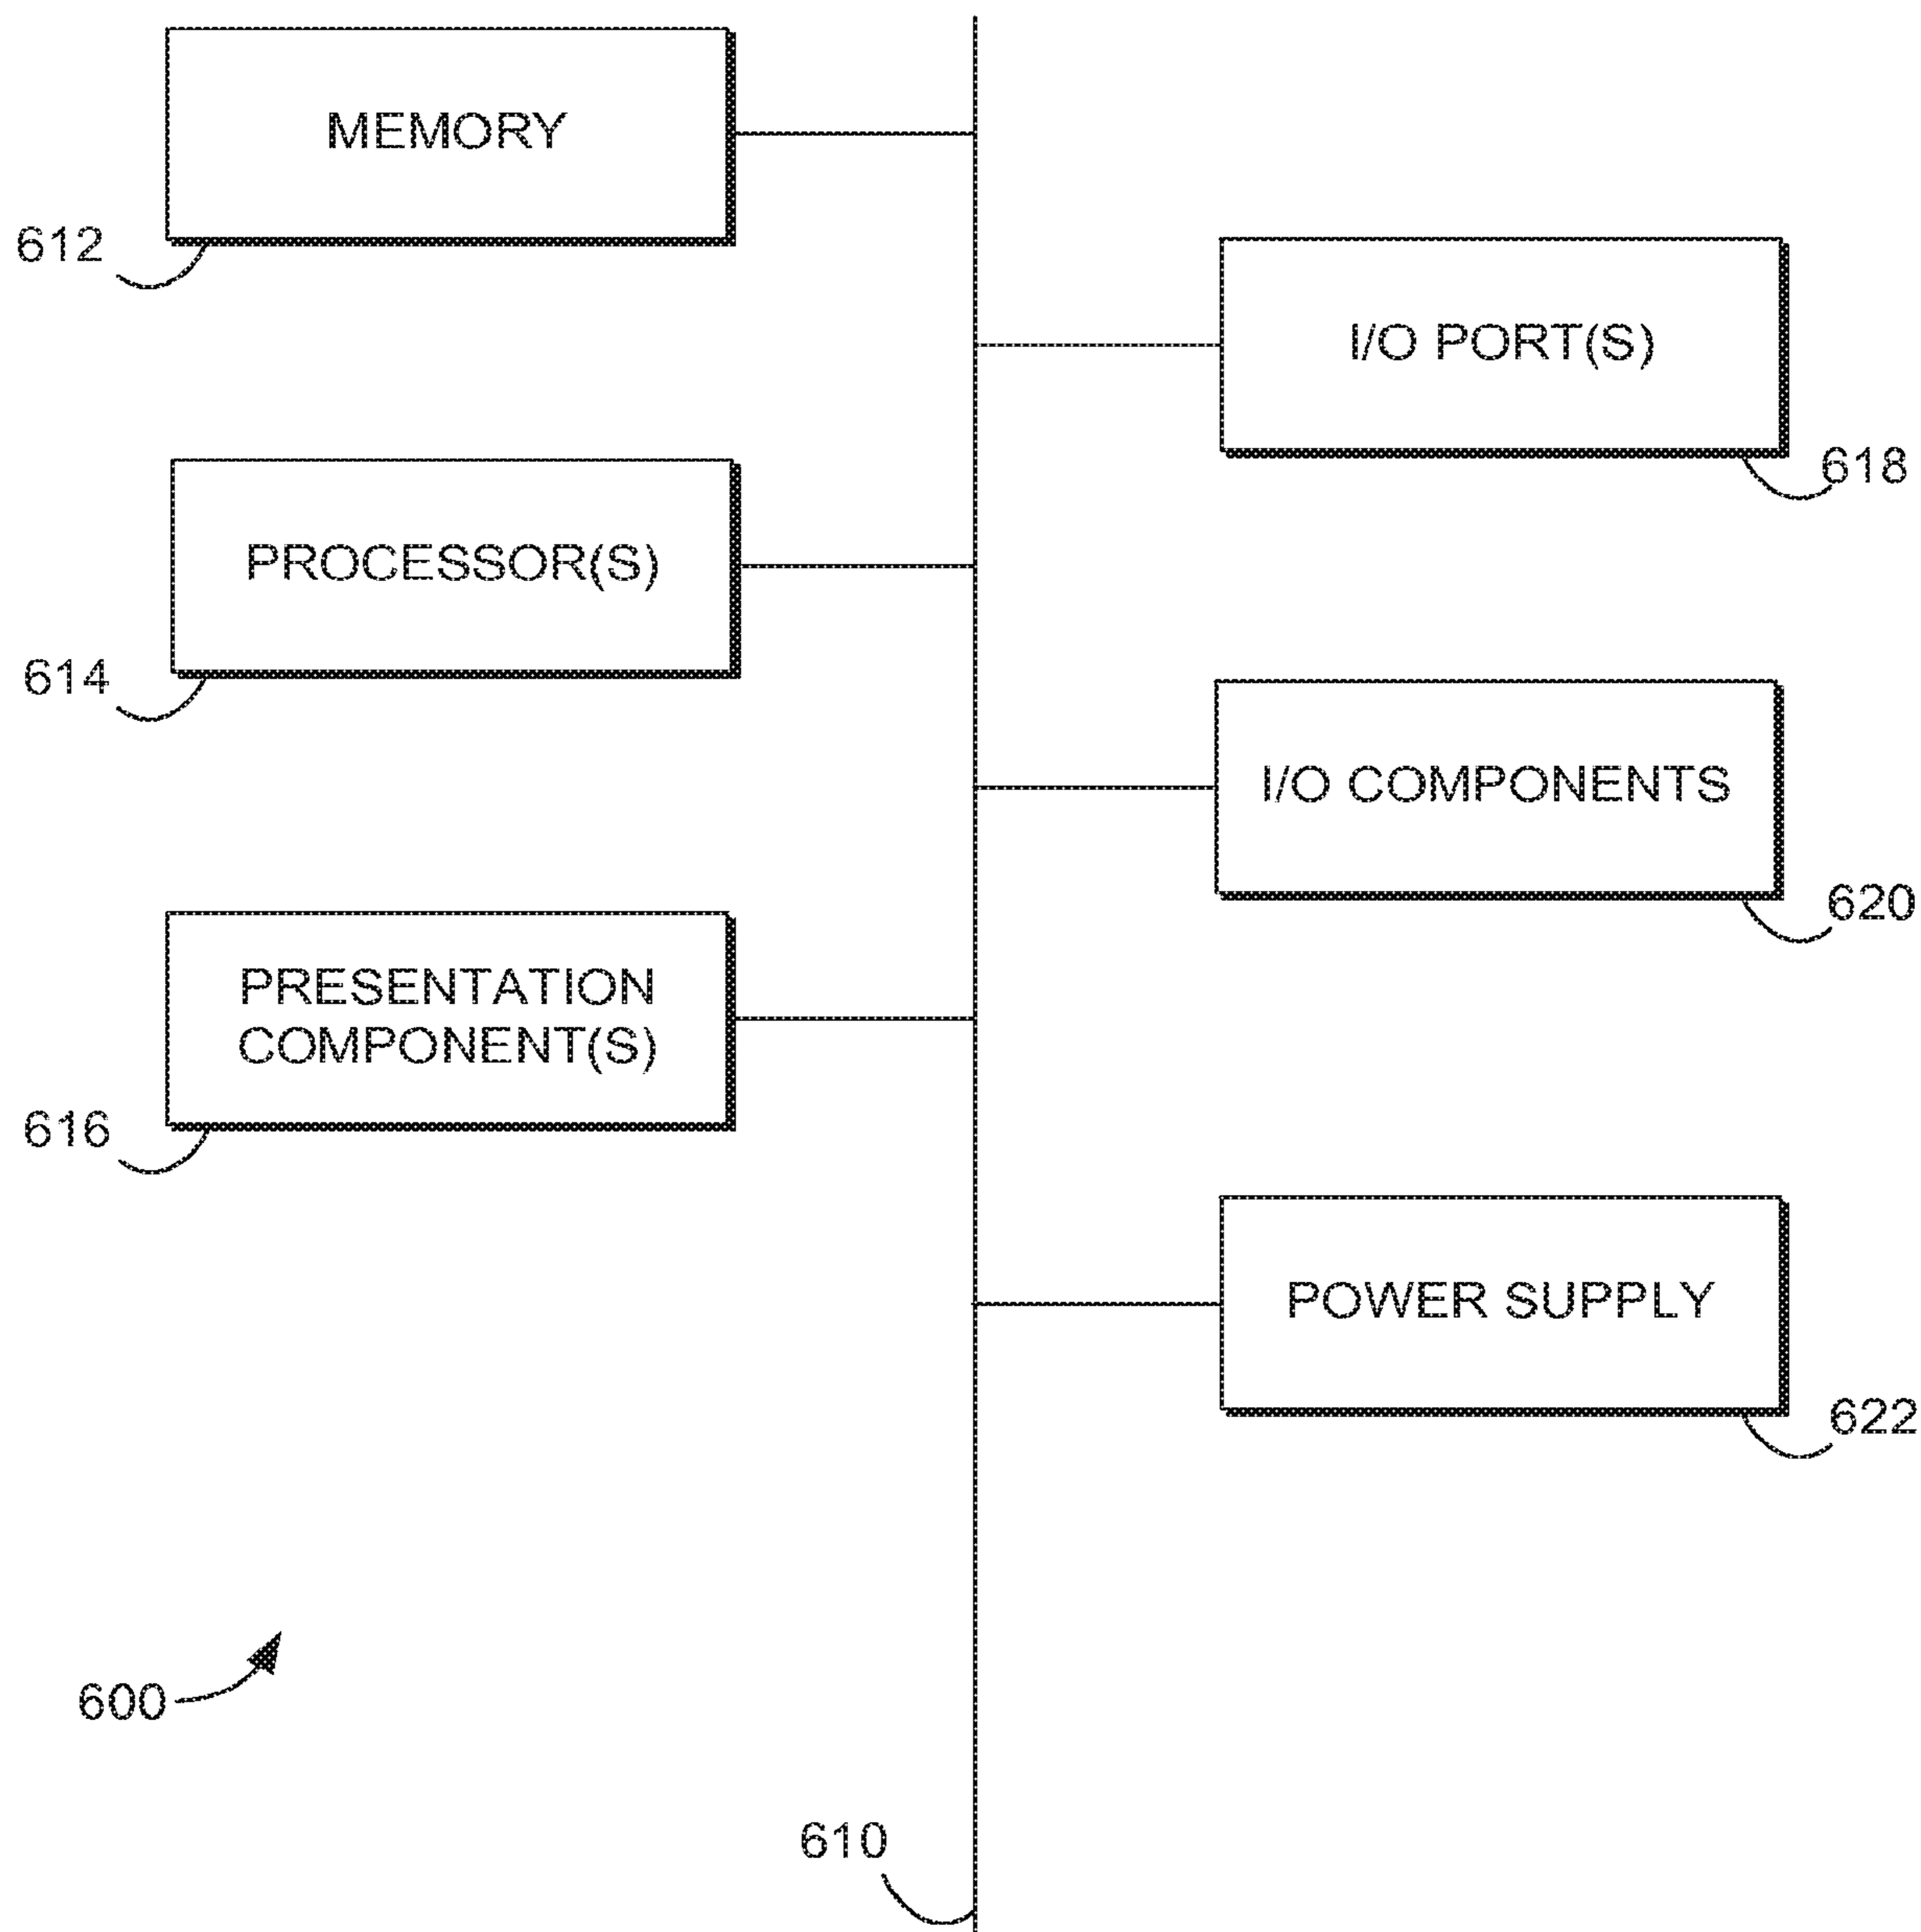 MEMORY
612
I/O PORT(S)
618
PROCESSOR(S)
614
I/O COMPONENTS
620
PRESENTATION
COMPONENT(S)
616
POWER SUPPLY
622
600
610